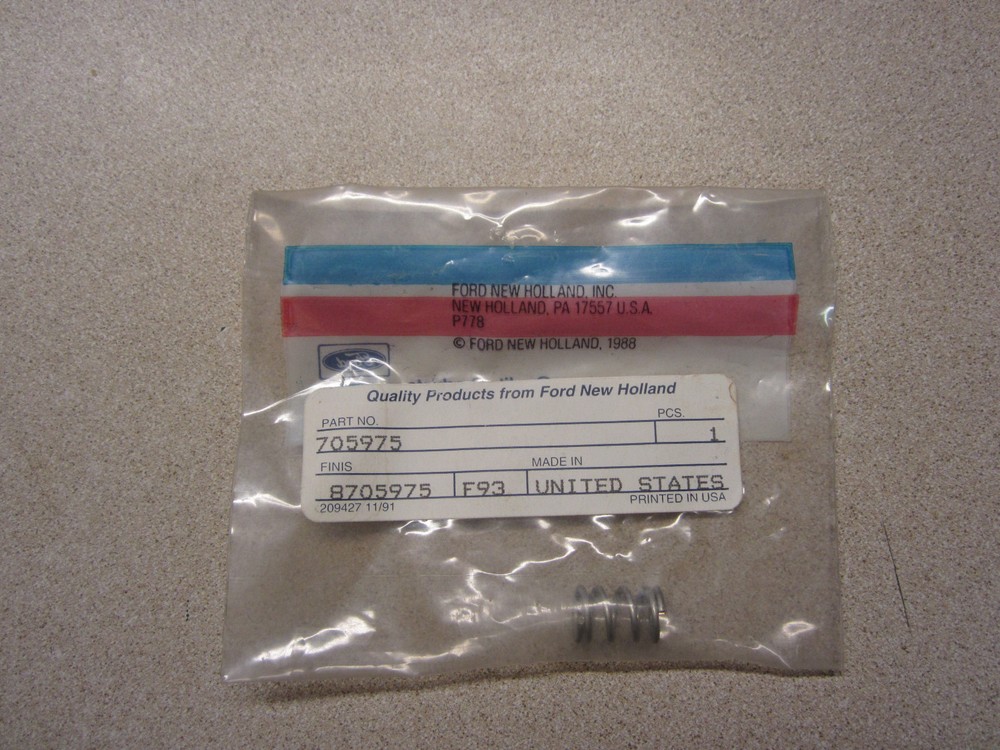 FORD NEW HOLLAND, INC.
NEW HOLLAND, PA 17557 U.S.A.
P778
© FORD NEW HOLLAND, 1988
Quality Products from Ford New Holland
PART NO. PCS.
705975 1
FINIS MADE IN
8705975 F93 UNITED STATES
209427 11/91 PRINTED IN USA